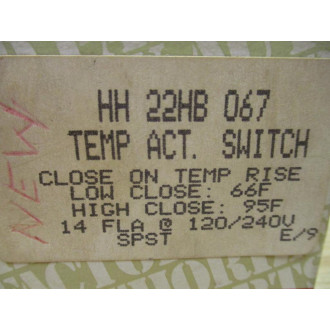 NEW
HH 22HB 067
TEMP ACT. SWITCH
CLOSE ON TEMP RISE
LOW CLOSE: 66F
HIGH CLOSE: 95F
14 FLA @ 120/240V
SPST E/9